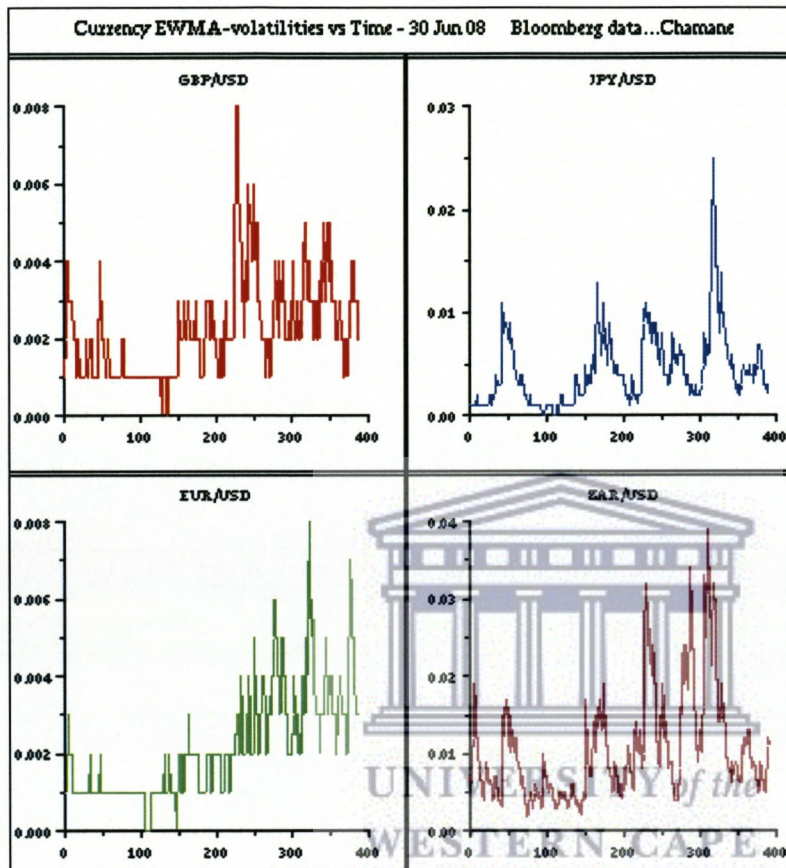 Currency EWMA-volatilities vs Time - 30 Jun 08 Bloomberg data...Chamane
GBP/USD
JPY/USD
0.008
0.006
0.004
0.002
0.000
0 100 200 300 400
0.03
0.02
0.01
0.00
0 100 200 300 400
EUR/USD
ZAR/USD
0.008
0.006
0.004
0.002
0.000
0 100 200 300 400
0.04
0.03
0.02
0.01
0.00
0 100 200 300 400
UNIVERSITY of the
WESTERN CAPE